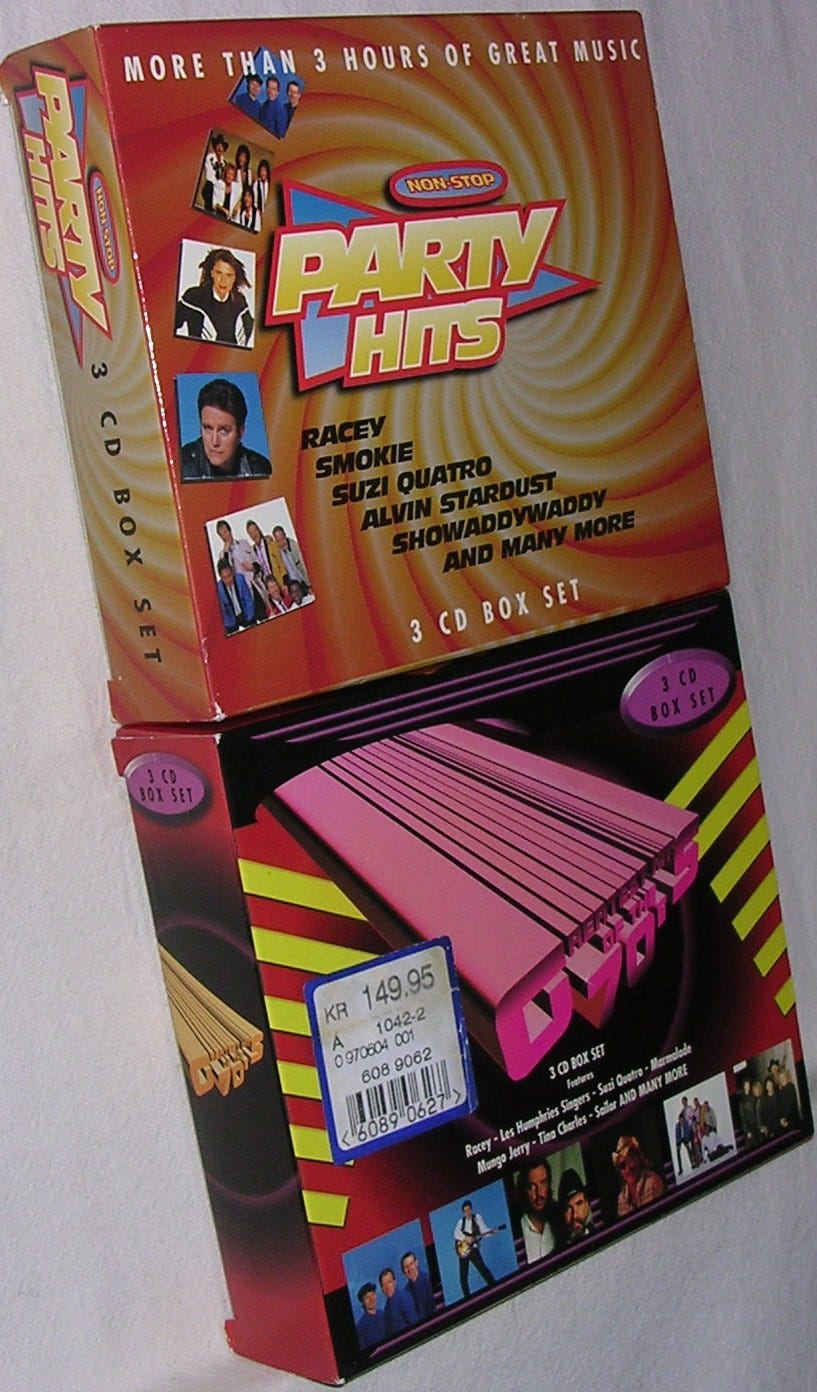 MORE THAN 3 HOURS OF GREAT MUSIC
NON-STOP
PARTY
HITS
RACEY
SMOKIE
SUZI QUATRO
ALVIN STARDUST
SHOWADDYWADDY
AND MANY MORE
3 CD BOX SET
NON-STOP
PARTY
HITS
3 CD BOX SET
3 CD
BOX SET
3 CD
BOX SET
OF THE
70'S
KR 149.95
A 1042-2
0 970604 001
608 9062
<6089 0627>
3 CD BOX SET
Features
Racey - Les Humphries Singers - Suzi Quatro - Marmalade
Mungo Jerry - Tina Charles - Sailor AND MANY MORE